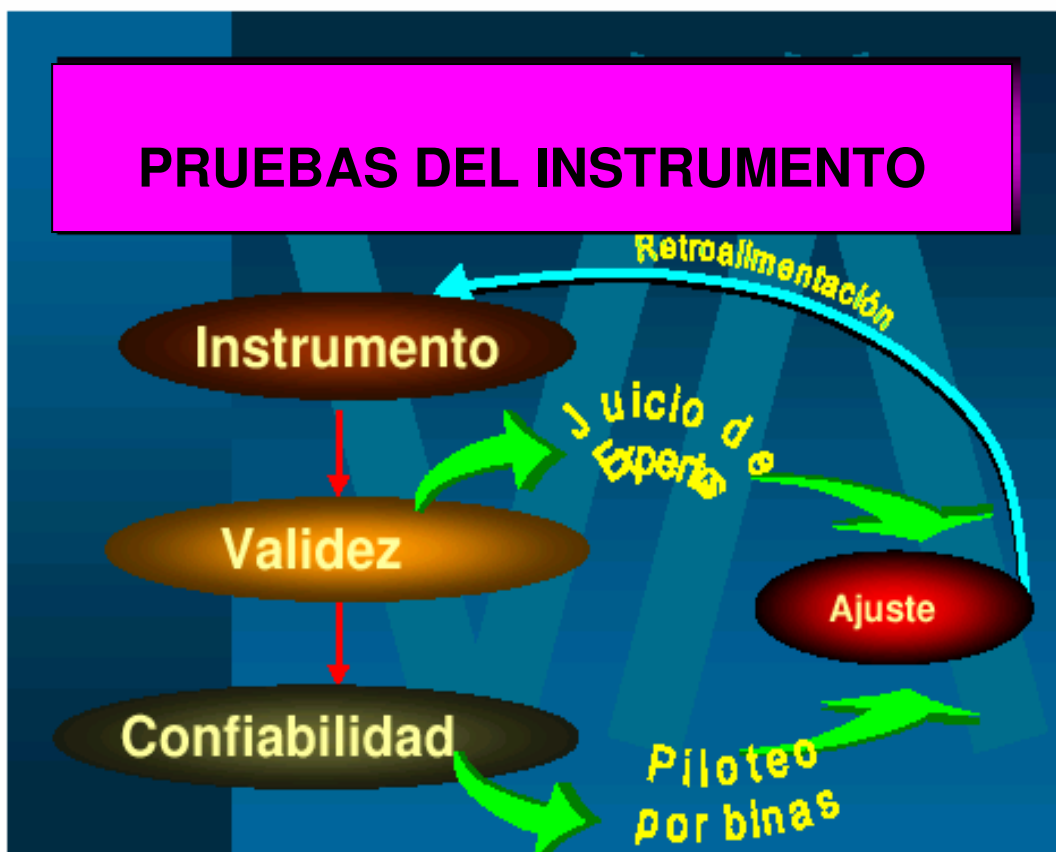 PRUEBAS DEL INSTRUMENTO
Retroalimentación
Instrumento
Juicio de
Expertos
Validez
Ajuste
Confiabilidad
Piloteo
por binas